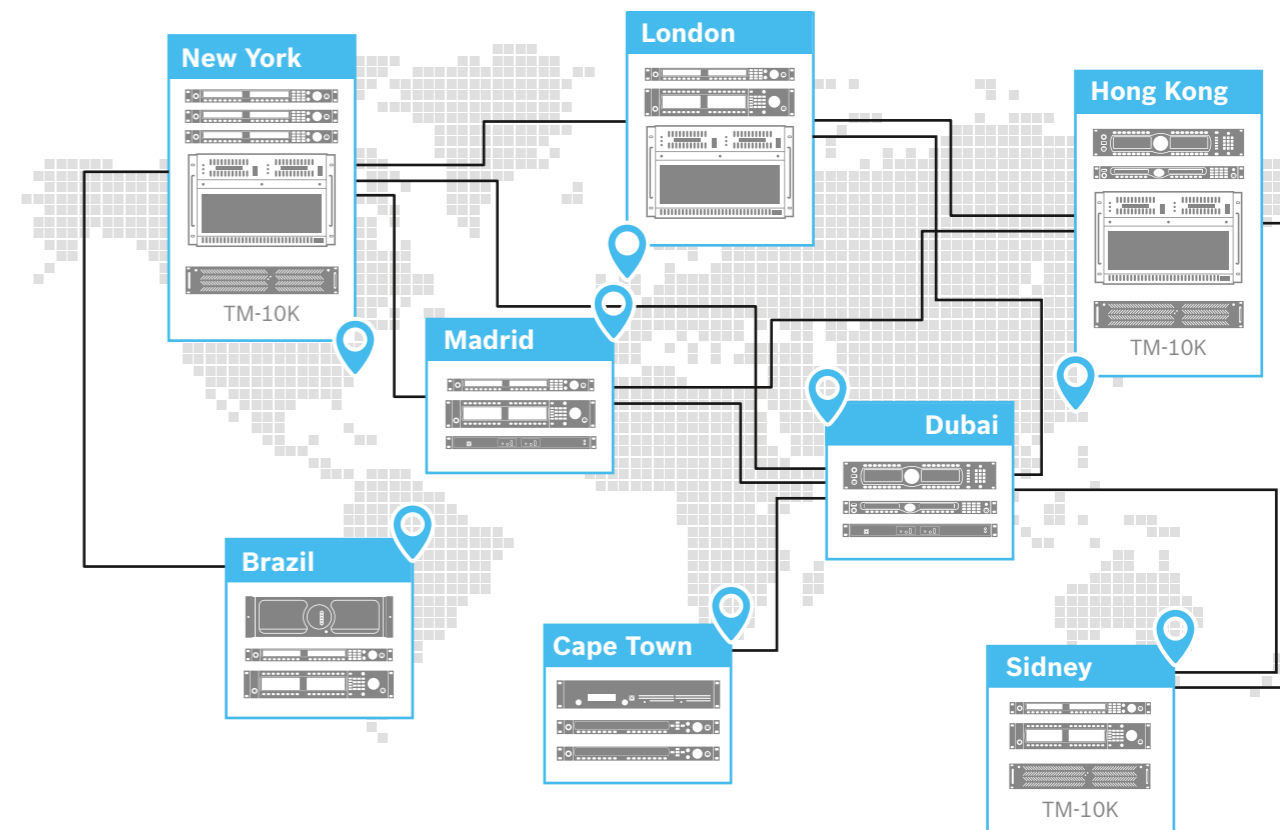 New York
TM-10K
London
Hong Kong
TM-10K
Madrid
Dubai
Brazil
Cape Town
Sidney
TM-10K